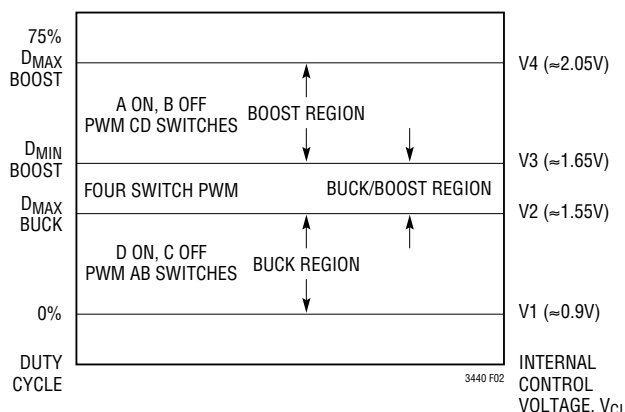 75%
DMAX
BOOST
V4 (≈2.05V)
A ON, B OFF
PWM CD SWITCHES
BOOST REGION
DMIN
BOOST
V3 (≈1.65V)
FOUR SWITCH PWM
BUCK/BOOST REGION
DMAX
BUCK
V2 (≈1.55V)
D ON, C OFF
PWM AB SWITCHES
BUCK REGION
0%
V1 (≈0.9V)
DUTY
CYCLE
3440 F02
INTERNAL
CONTROL
VOLTAGE,